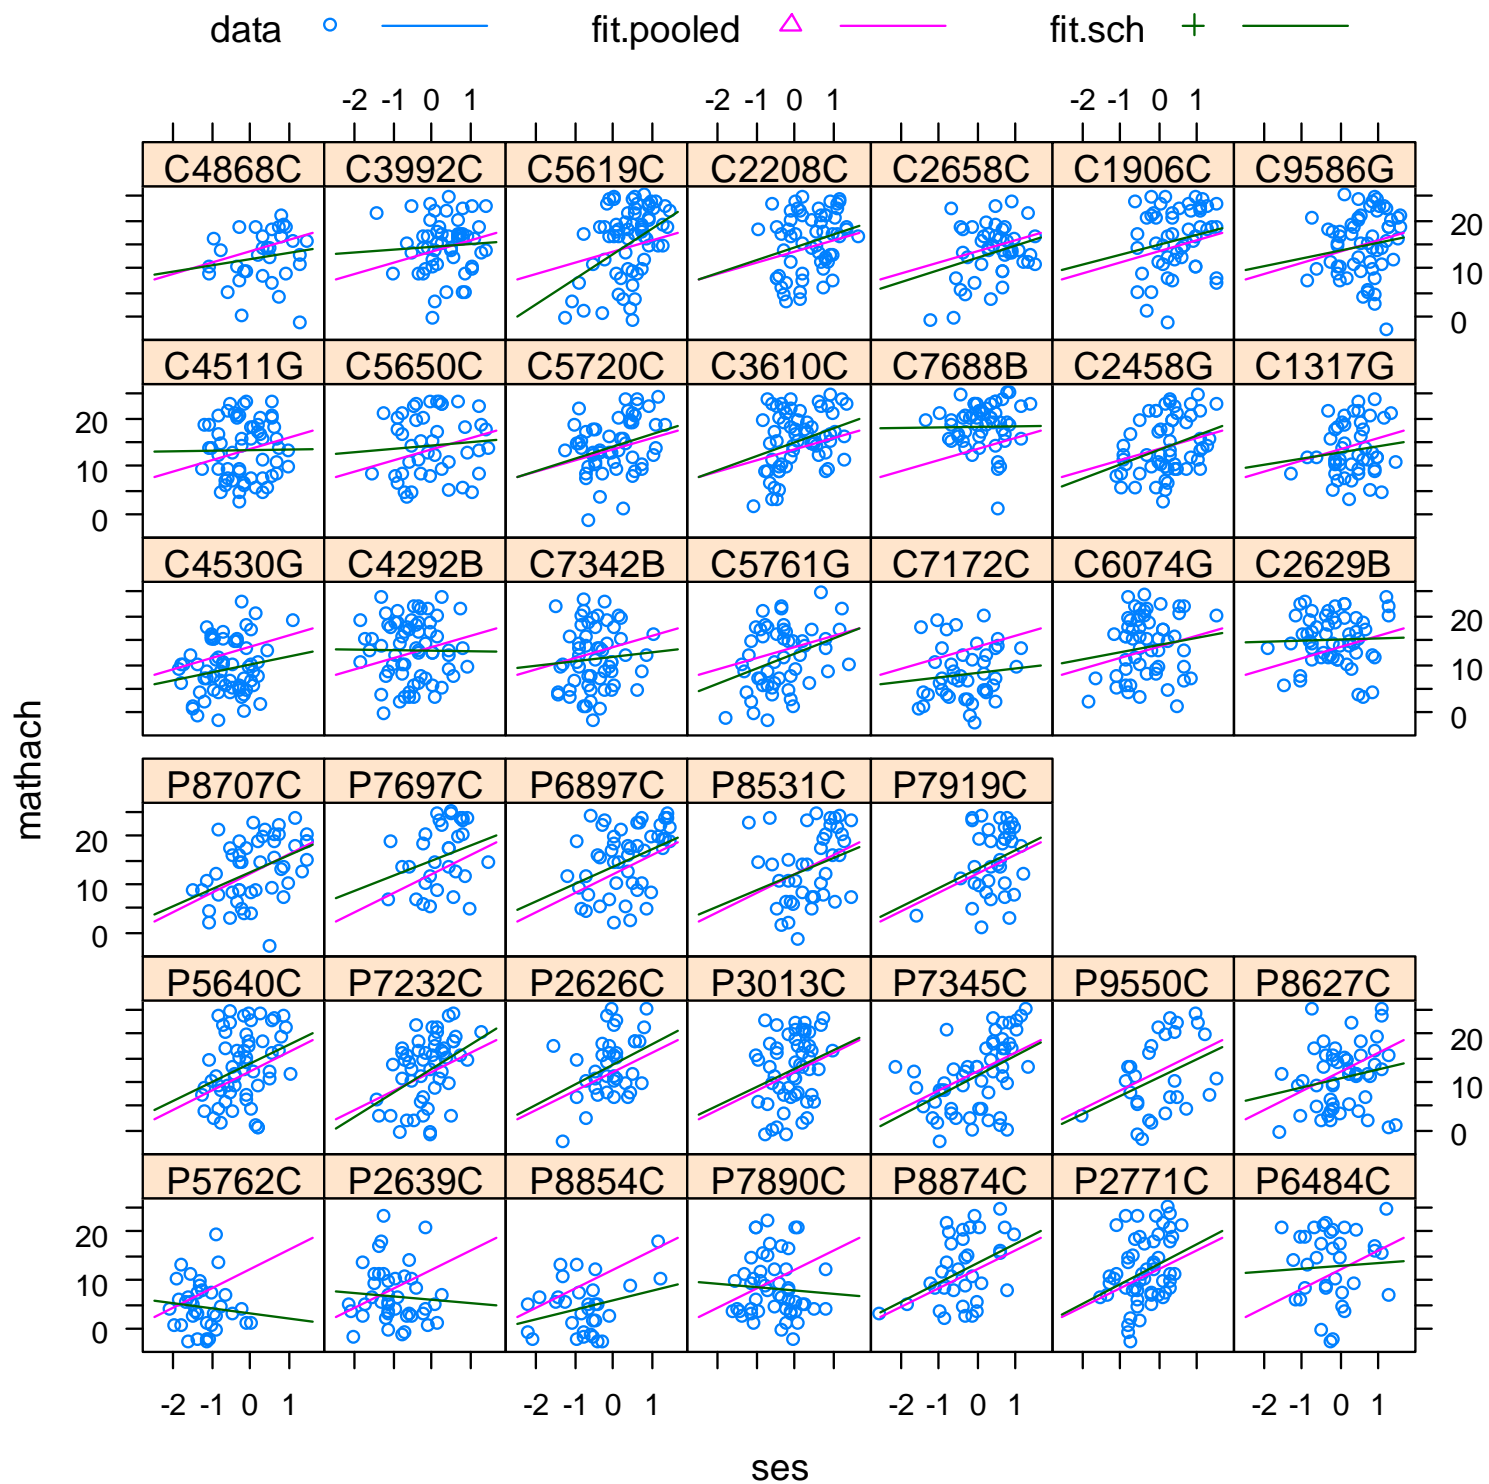 data fit.pooled fit.sch
-2 -1 0 1 -2 -1 0 1 -2 -1 0 1
C4868C C3992C C5619C C2208C C2658C C1906C C9586G
20
10
0
C4511G C5650C C5720C C3610C C7688B C2458G C1317G
20
10
0
C4530G C4292B C7342B C5761G C7172C C6074G C2629B
20
10
0
mathach
P8707C P7697C P6897C P8531C P7919C
20
10
0
P5640C P7232C P2626C P3013C P7345C P9550C P8627C
20
10
0
P5762C P2639C P8854C P7890C P8874C P2771C P6484C
20
10
0
-2 -1 0 1 -2 -1 0 1 -2 -1 0 1 -2 -1 0 1
ses